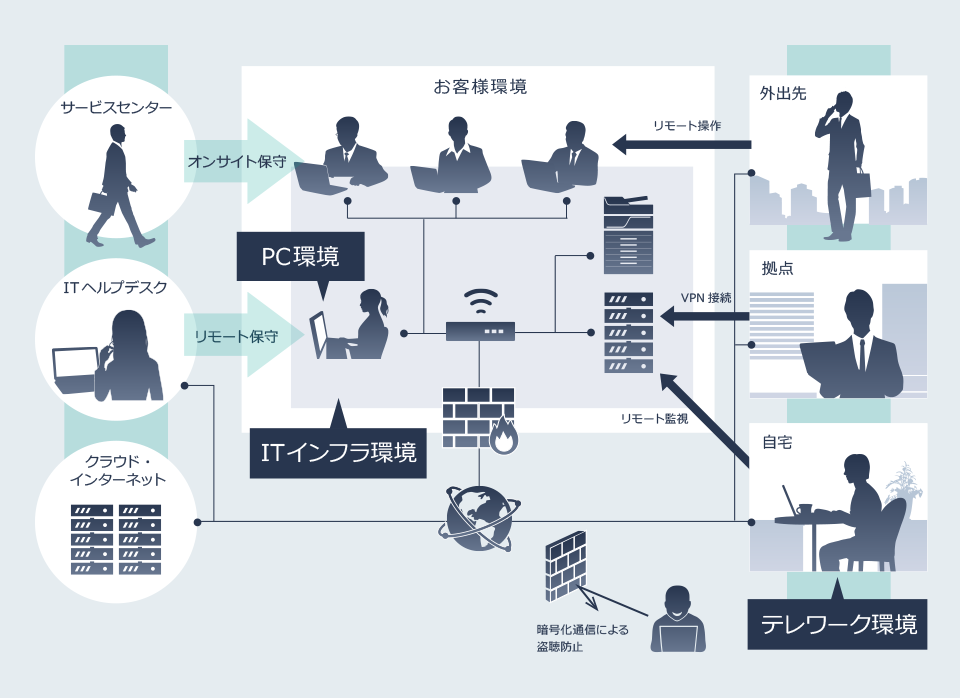 サービスセンター
オンサイト保守
ITヘルプデスク
リモート保守
クラウド・
インターネット
お客様環境
PC環境
ITインフラ環境
リモート操作
VPN 接続
リモート監視
外出先
拠点
自宅
テレワーク環境
暗号化通信による
盗聴防止